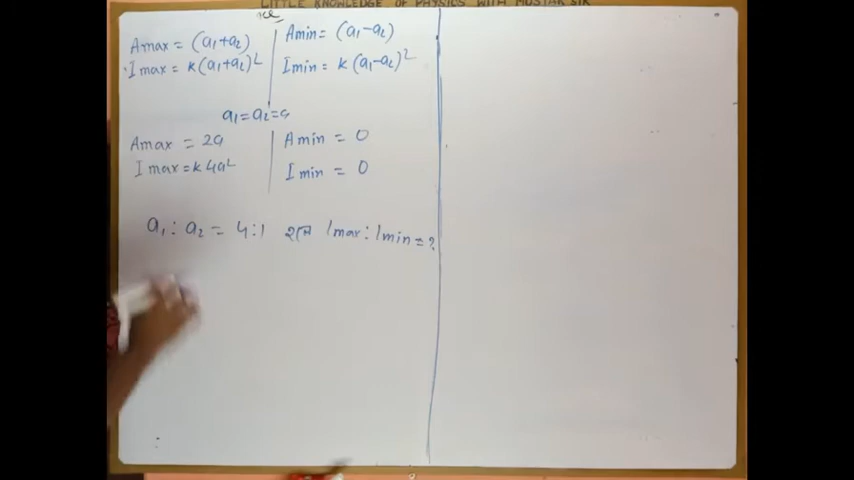 LITTLE KNOWLEDGE OF PHYSICS WITH MUSTAK SIR
Amax = (a₁+a₂)
Imax = K(a₁+a₂)²
Amin = (a₁-a₂)
Imin = K(a₁-a₂)²
a₁=a₂=a
Amax = 2a
Imax = K4a²
Amin = 0
Imin = 0
a₁:a₂ = 4:1 হলে Imax:Imin=?